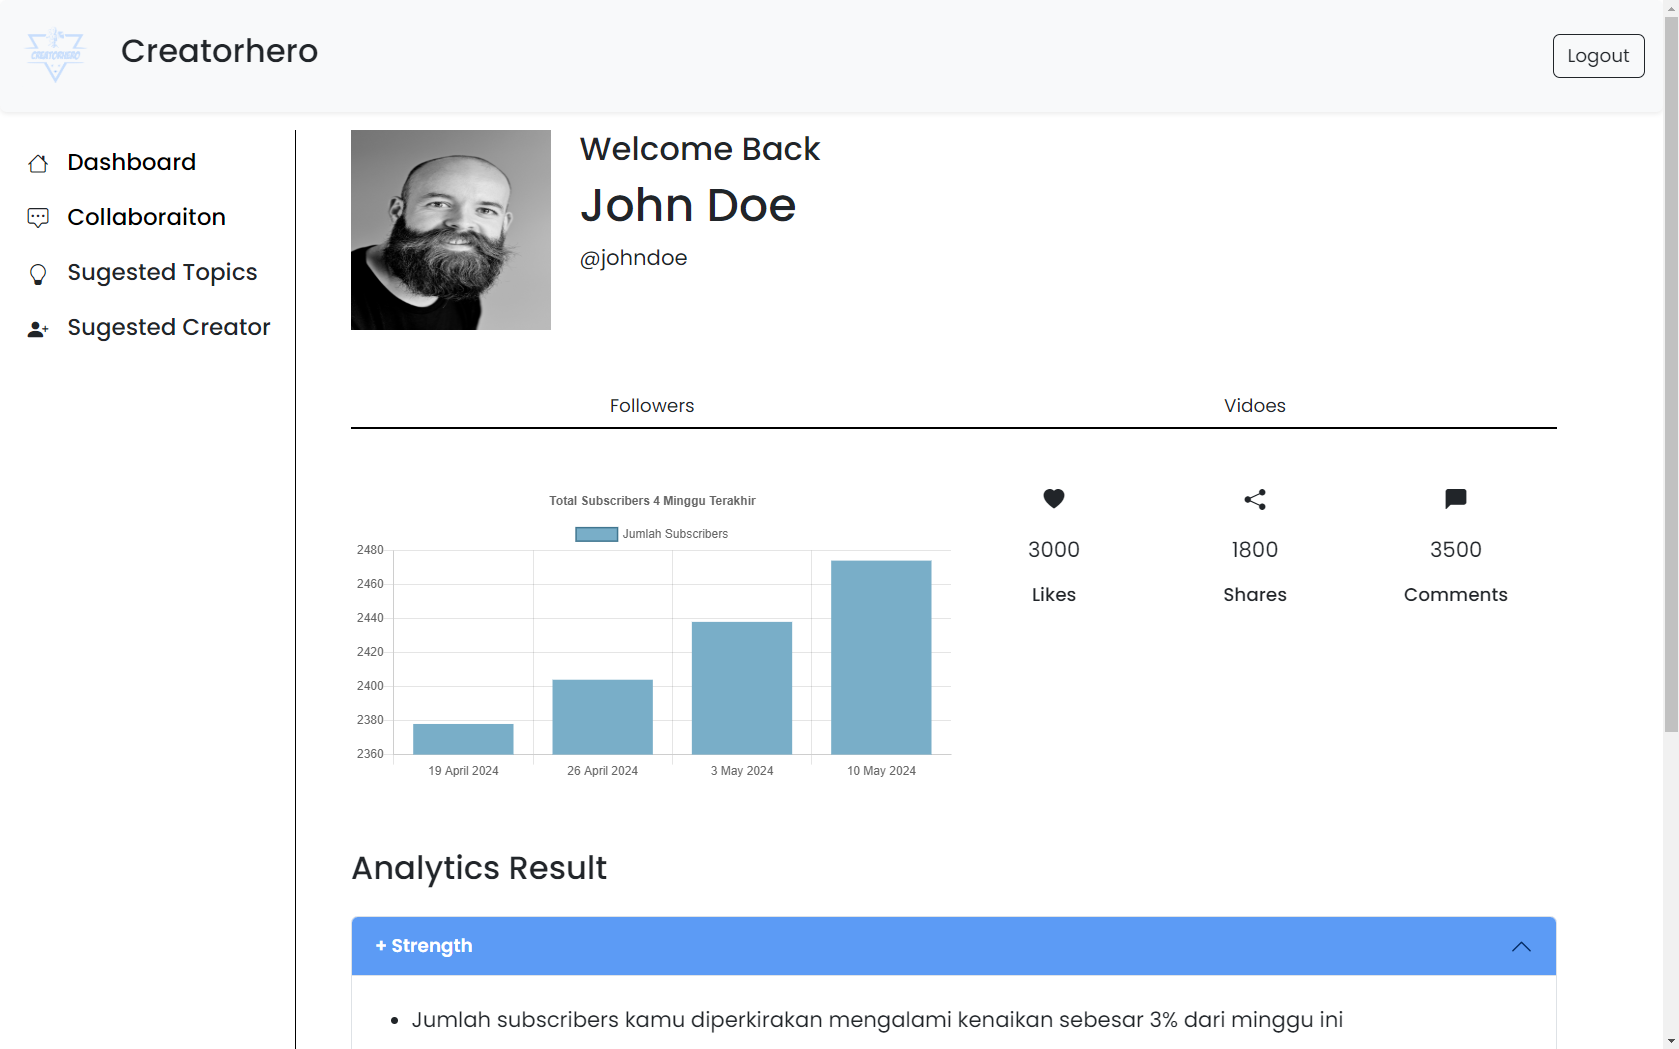 CREATORHERO
Creatorhero
Logout
Dashboard
Collaboraiton
Sugested Topics
Sugested Creator
Welcome Back
John Doe
@johndoe
Followers
Vidoes
Total Subscribers 4 Minggu Terakhir
Jumlah Subscribers
2480
2460
2440
2420
2400
2380
2360
19 April 2024
26 April 2024
3 May 2024
10 May 2024
3000
1800
3500
Likes
Shares
Comments
Analytics Result
+ Strength
• Jumlah subscribers kamu diperkirakan mengalami kenaikan sebesar 3% dari minggu ini